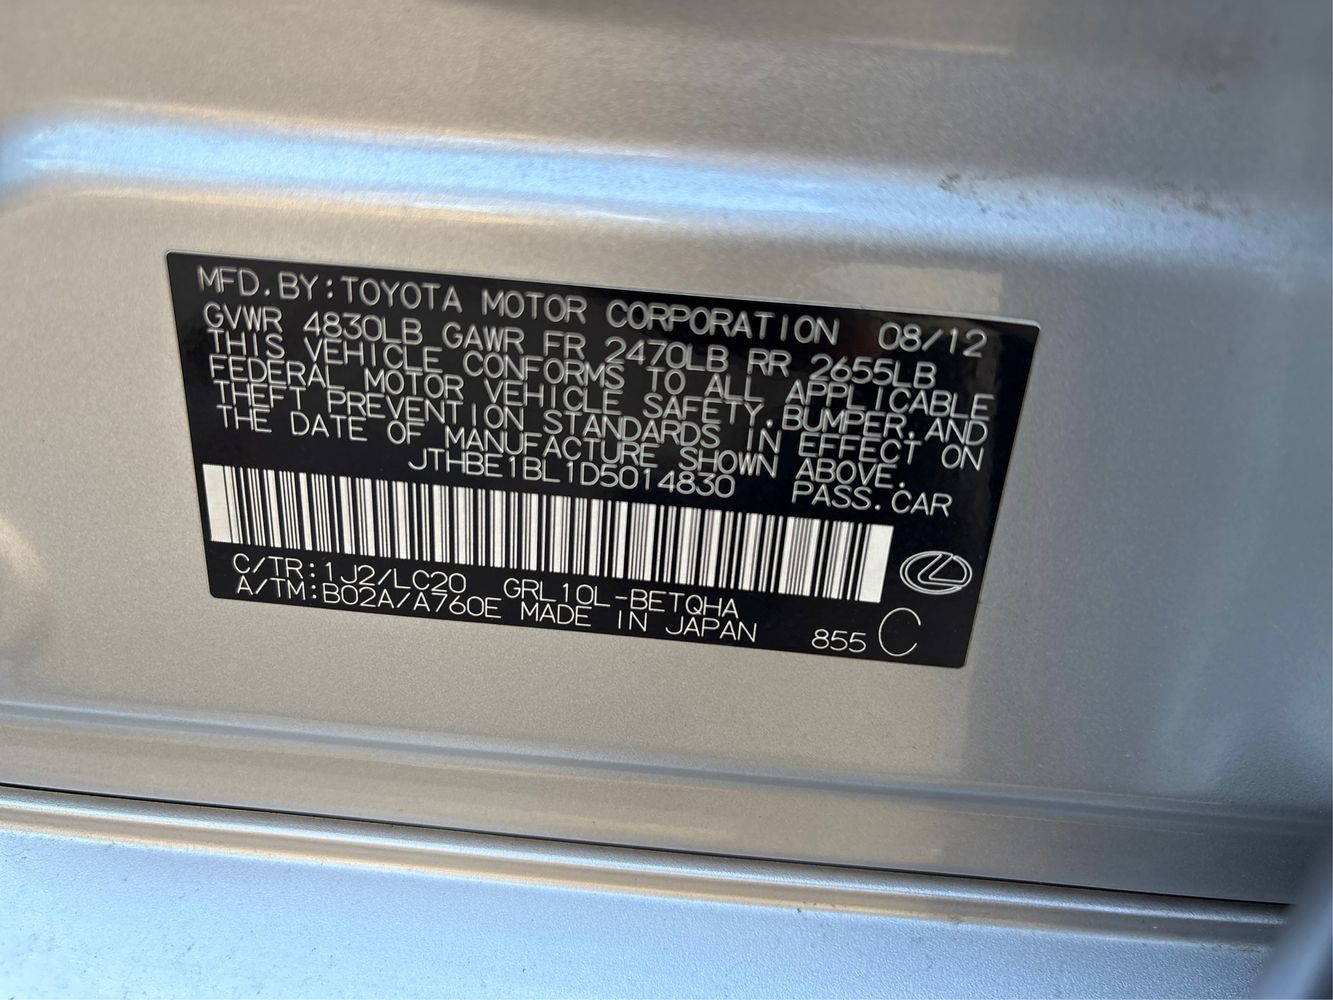 MFD.BY:TOYOTA MOTOR CORPORATION 08/12
GVWR 4830LB GAWR FR 2470LB RR 2655LB
THIS VEHICLE CONFORMS TO ALL APPLICABLE
FEDERAL MOTOR VEHICLE SAFETY,BUMPER,AND
THEFT PREVENTION STANDARDS IN EFFECT ON
THE DATE OF MANUFACTURE SHOWN ABOVE.
JTHBE1BL1D5014830 PASS.CAR
C/TR:1J2/LC20 GRL10L-BETQHA
A/TM:B02A/A760E MADE IN JAPAN 855 C